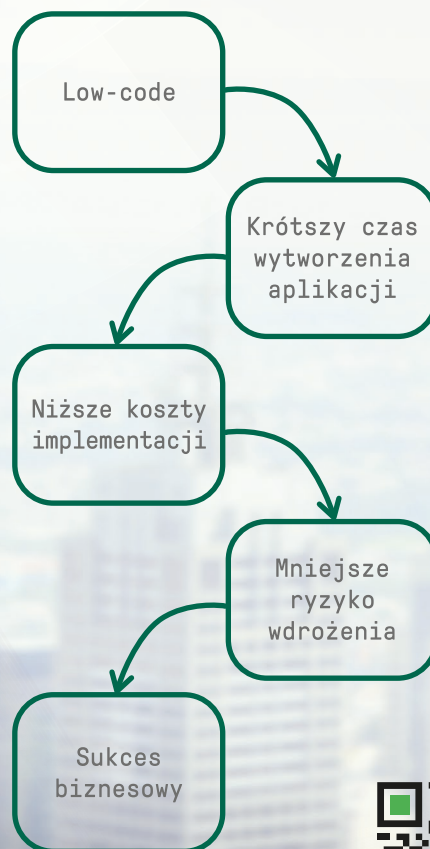 Low-code
Krótszy czas
wytworzenia
aplikacji
Niższe koszty
implementacji
Mniejsze
ryzyko
wdrożenia
Sukces
biznesowy